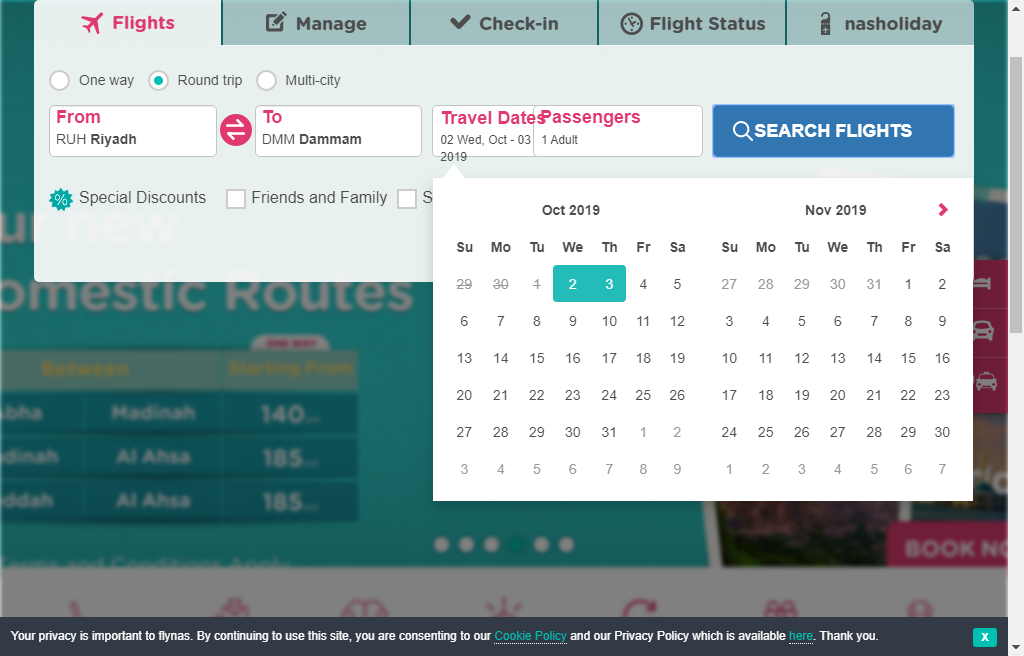 Flights
Manage
Check-in
Flight Status
nasholiday
One way
Round trip
Multi-city
From
RUH Riyadh
To
DMM Dammam
Travel Dates
02 Wed, Oct - 03
2019
Passengers
1 Adult
SEARCH FLIGHTS
% Special Discounts
Friends and Family
S
Oct 2019
Su Mo Tu We Th Fr Sa
29 30 1 2 3 4 5
6 7 8 9 10 11 12
13 14 15 16 17 18 19
20 21 22 23 24 25 26
27 28 29 30 31 1 2
3 4 5 6 7 8 9
Nov 2019
Su Mo Tu We Th Fr Sa
27 28 29 30 31 1 2
3 4 5 6 7 8 9
10 11 12 13 14 15 16
17 18 19 20 21 22 23
24 25 26 27 28 29 30
1 2 3 4 5 6 7
ur new
omestic Routes
ONE WAY
Between Starting From
bha Madinah 140
dinah Al Ahsa 185
ddah Al Ahsa 185
Terms and Conditions Apply
BOOK NO
Your privacy is important to flynas. By continuing to use this site, you are consenting to our Cookie Policy and our Privacy Policy which is available here. Thank you.
X